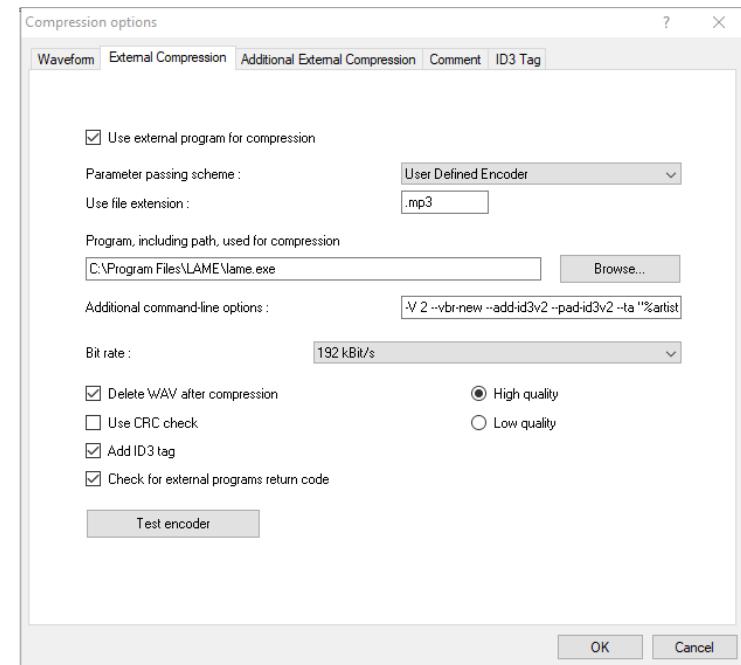 Compression options
Waveform External Compression Additional External Compression Comment ID3 Tag
Use external program for compression
Parameter passing scheme : User Defined Encoder
Use file extension : .mp3
Program, including path, used for compression
C:\Program Files\LAME\lame.exe Browse...
Additional command-line options : -V 2 --vbr-new --add-id3v2 --pad-id3v2 --ta "%artist
Bit rate : 192 kBit/s
Delete WAV after compression High quality
Use CRC check Low quality
Add ID3 tag
Check for external programs return code
Test encoder
OK Cancel